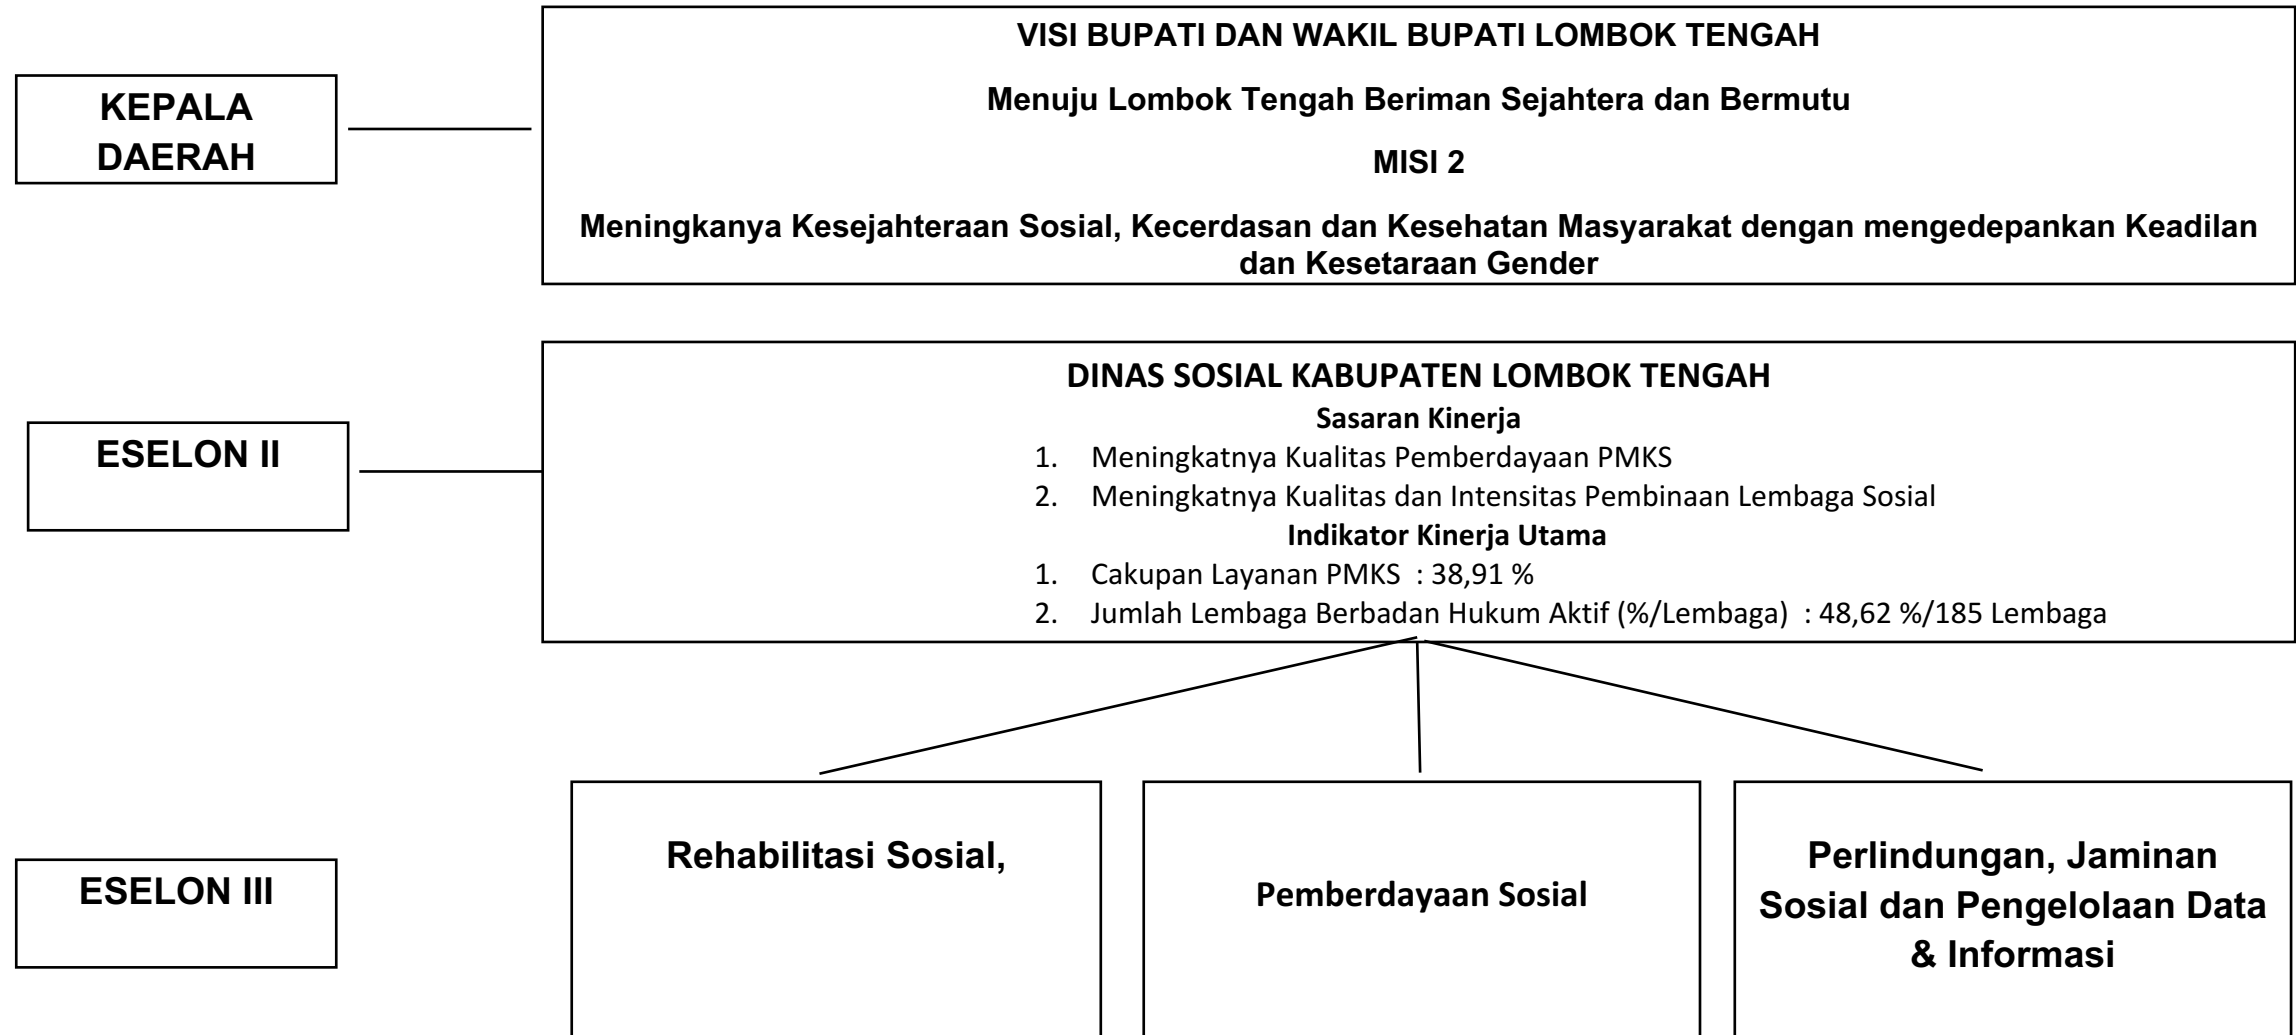 KEPALA
DAERAH
VISI BUPATI DAN WAKIL BUPATI LOMBOK TENGAH
Menuju Lombok Tengah Beriman Sejahtera dan Bermutu
MISI 2
Meningkanya Kesejahteraan Sosial, Kecerdasan dan Kesehatan Masyarakat dengan mengedepankan Keadilan
dan Kesetaraan Gender
ESELON II
DINAS SOSIAL KABUPATEN LOMBOK TENGAH
Sasaran Kinerja
1. Meningkatnya Kualitas Pemberdayaan PMKS
2. Meningkatnya Kualitas dan Intensitas Pembinaan Lembaga Sosial
Indikator Kinerja Utama
1. Cakupan Layanan PMKS : 38,91 %
2. Jumlah Lembaga Berbadan Hukum Aktif (%/Lembaga) : 48,62 %/185 Lembaga
ESELON III
Rehabilitasi Sosial,
Pemberdayaan Sosial
Perlindungan, Jaminan
Sosial dan Pengelolaan Data
& Informasi